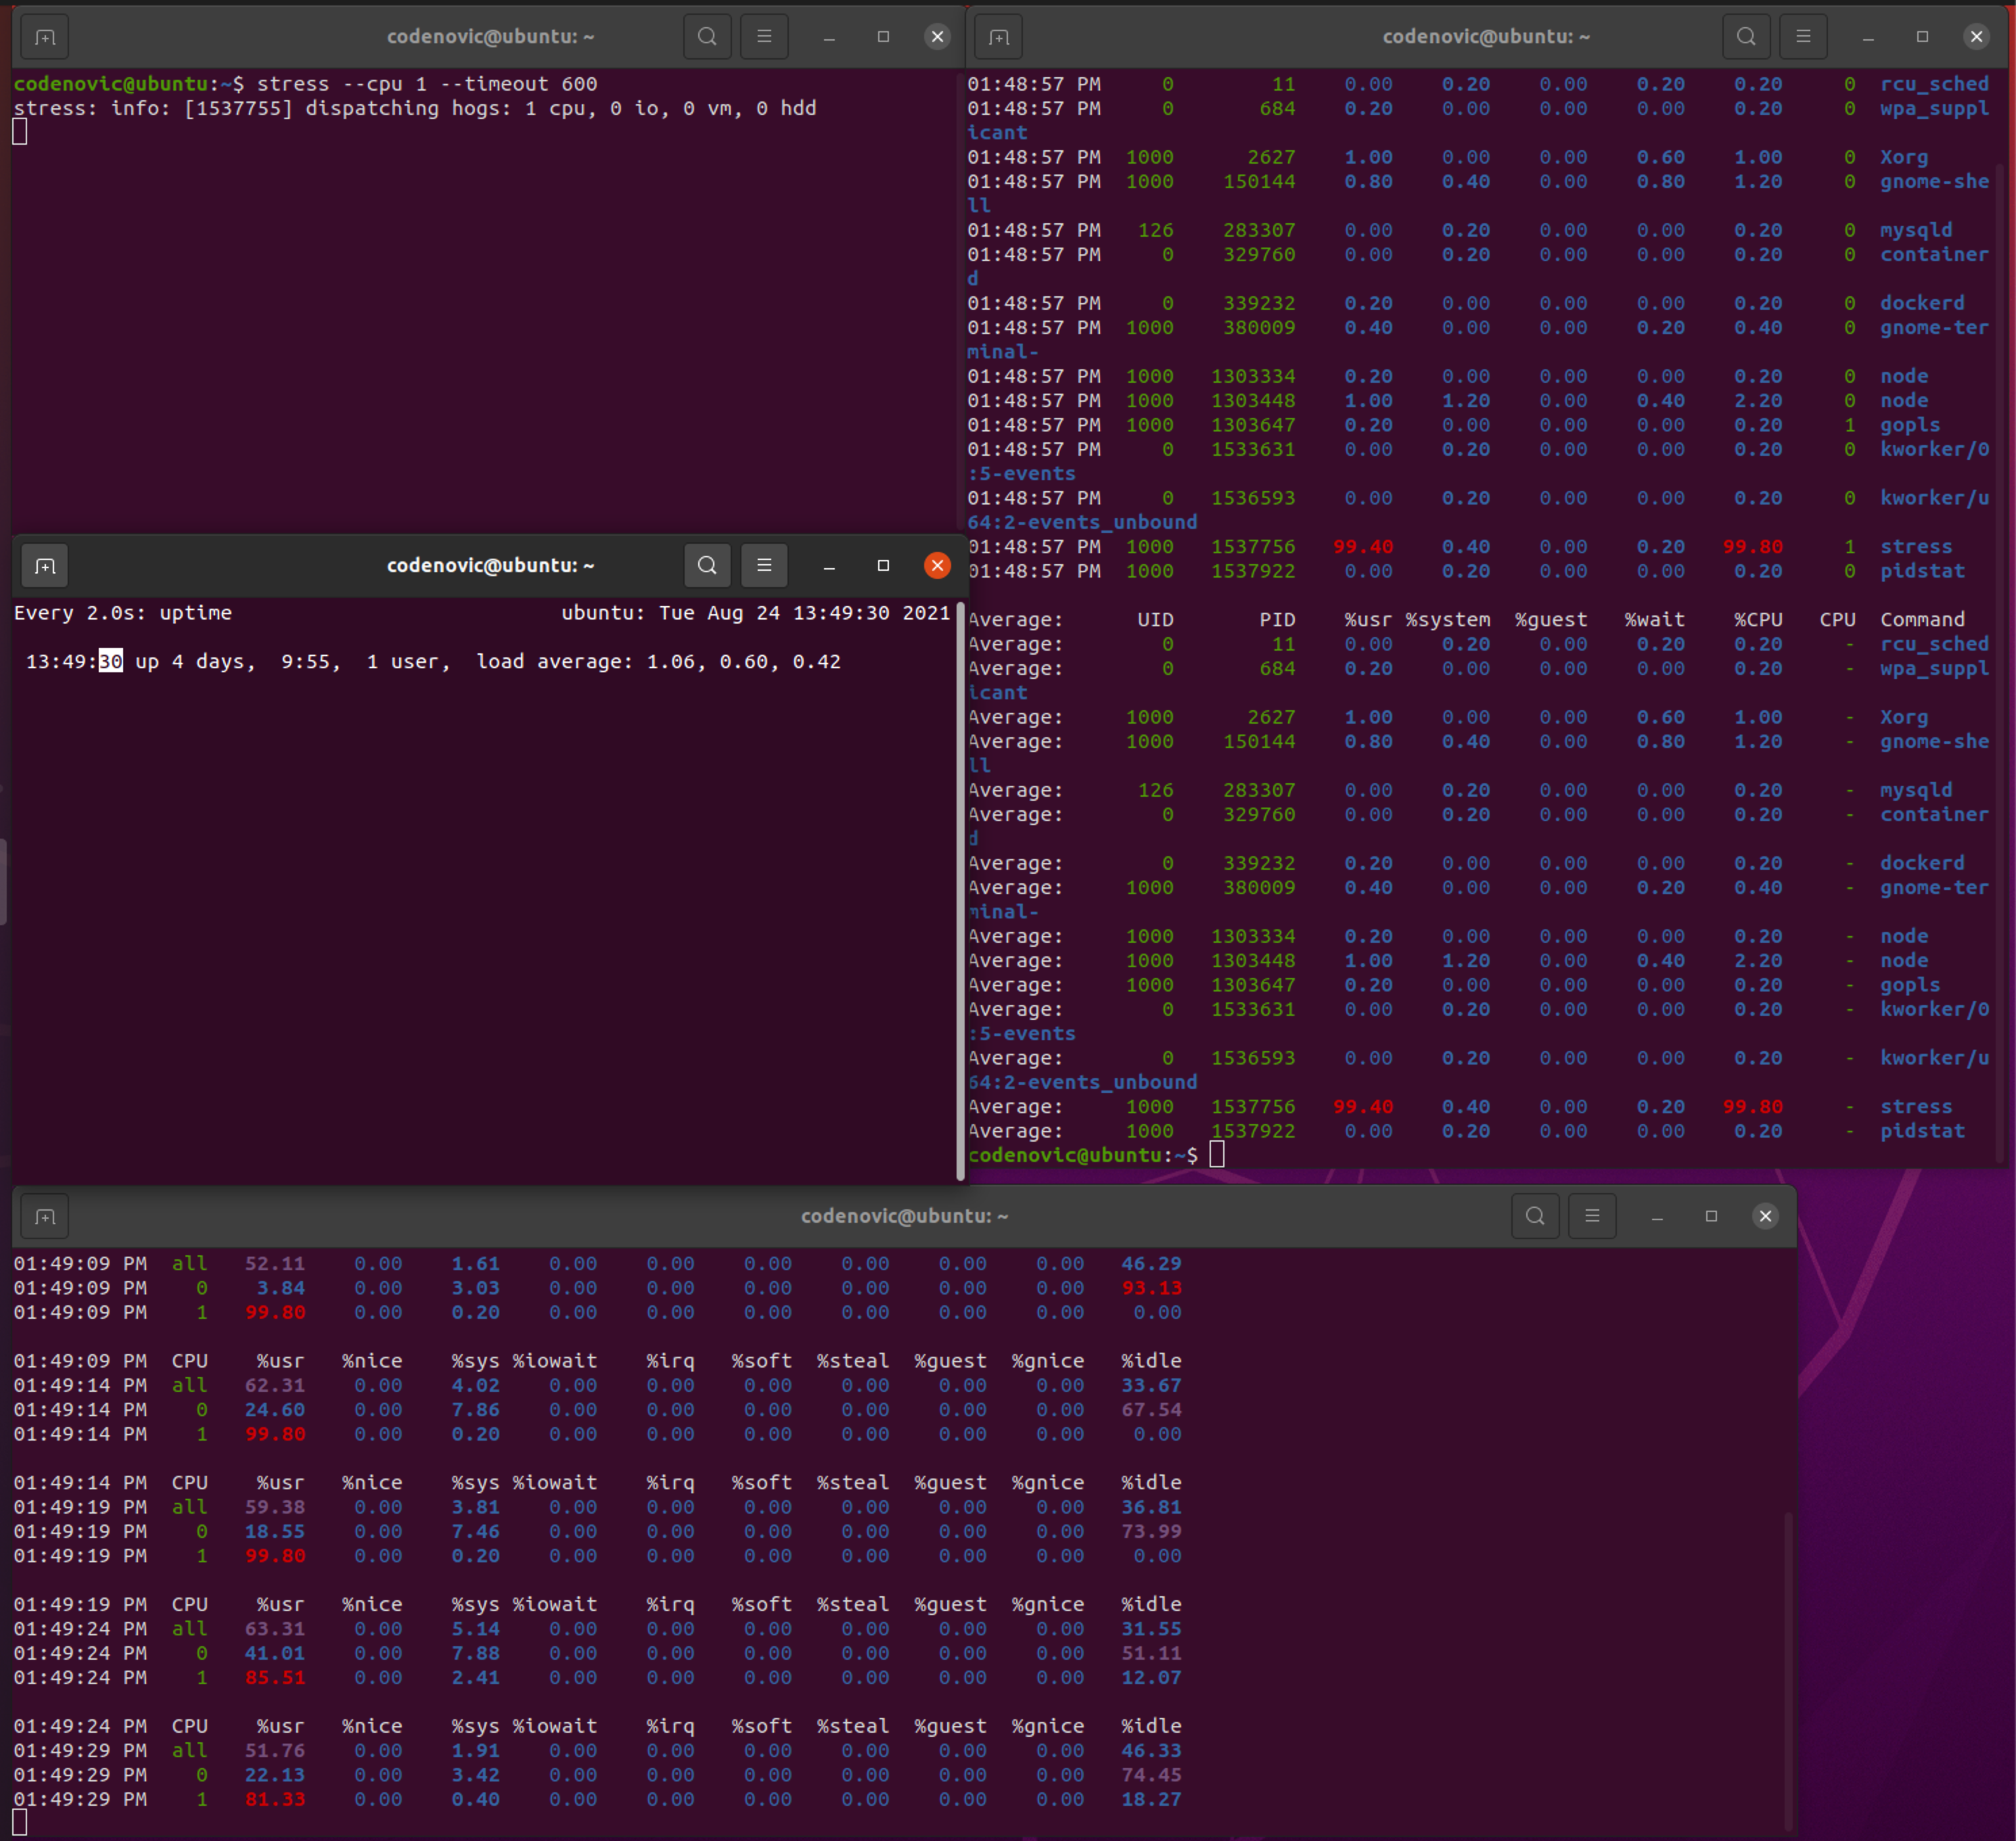 codenovic@ubuntu: ~
codenovic@ubuntu:~$ stress --cpu 1 --timeout 600
stress: info: [1537755] dispatching hogs: 1 cpu, 0 io, 0 vm, 0 hdd
codenovic@ubuntu: ~
01:48:57 PM 0 11 0.00 0.20 0.00 0.20 0.20 0 rcu_sched
01:48:57 PM 0 684 0.20 0.00 0.00 0.00 0.20 0 wpa_suppl
icant
01:48:57 PM 1000 2627 1.00 0.00 0.00 0.60 1.00 0 Xorg
01:48:57 PM 1000 150144 0.80 0.40 0.00 0.80 1.20 0 gnome-she
ll
01:48:57 PM 126 283307 0.00 0.20 0.00 0.00 0.20 0 mysqld
01:48:57 PM 0 329760 0.00 0.20 0.00 0.00 0.20 0 container
d
01:48:57 PM 0 339232 0.20 0.00 0.00 0.00 0.20 0 dockerd
01:48:57 PM 1000 380009 0.40 0.00 0.00 0.20 0.40 0 gnome-ter
minal-
01:48:57 PM 1000 1303334 0.20 0.00 0.00 0.00 0.20 0 node
01:48:57 PM 1000 1303448 1.00 1.20 0.00 0.40 2.20 0 node
01:48:57 PM 1000 1303647 0.20 0.00 0.00 0.00 0.20 1 gopls
01:48:57 PM 0 1533631 0.00 0.20 0.00 0.00 0.20 0 kworker/0
:5-events
01:48:57 PM 0 1536593 0.00 0.20 0.00 0.00 0.20 0 kworker/u
64:2-events_unbound
01:48:57 PM 1000 1537756 99.40 0.40 0.00 0.20 99.80 1 stress
01:48:57 PM 1000 1537922 0.00 0.20 0.00 0.00 0.20 0 pidstat
Average: UID PID %usr %system %guest %wait %CPU CPU Command
Average: 0 11 0.00 0.20 0.00 0.20 0.20 - rcu_sched
Average: 0 684 0.20 0.00 0.00 0.00 0.20 - wpa_suppl
icant
Average: 1000 2627 1.00 0.00 0.00 0.60 1.00 - Xorg
Average: 1000 150144 0.80 0.40 0.00 0.80 1.20 - gnome-she
ll
Average: 126 283307 0.00 0.20 0.00 0.00 0.20 - mysqld
Average: 0 329760 0.00 0.20 0.00 0.00 0.20 - container
d
Average: 0 339232 0.20 0.00 0.00 0.00 0.20 - dockerd
Average: 1000 380009 0.40 0.00 0.00 0.20 0.40 - gnome-ter
minal-
Average: 1000 1303334 0.20 0.00 0.00 0.00 0.20 - node
Average: 1000 1303448 1.00 1.20 0.00 0.40 2.20 - node
Average: 1000 1303647 0.20 0.00 0.00 0.00 0.20 - gopls
Average: 0 1533631 0.00 0.20 0.00 0.00 0.20 - kworker/0
:5-events
Average: 0 1536593 0.00 0.20 0.00 0.00 0.20 - kworker/u
64:2-events_unbound
Average: 1000 1537756 99.40 0.40 0.00 0.20 99.80 - stress
Average: 1000 1537922 0.00 0.20 0.00 0.00 0.20 - pidstat
codenovic@ubuntu:~$
codenovic@ubuntu: ~
Every 2.0s: uptime ubuntu: Tue Aug 24 13:49:30 2021
13:49:30 up 4 days, 9:55, 1 user, load average: 1.06, 0.60, 0.42
codenovic@ubuntu: ~
01:49:09 PM all 52.11 0.00 1.61 0.00 0.00 0.00 0.00 0.00 0.00 46.29
01:49:09 PM 0 3.84 0.00 3.03 0.00 0.00 0.00 0.00 0.00 0.00 93.13
01:49:09 PM 1 99.80 0.00 0.20 0.00 0.00 0.00 0.00 0.00 0.00 0.00
01:49:09 PM CPU %usr %nice %sys %iowait %irq %soft %steal %guest %gnice %idle
01:49:14 PM all 62.31 0.00 4.02 0.00 0.00 0.00 0.00 0.00 0.00 33.67
01:49:14 PM 0 24.60 0.00 7.86 0.00 0.00 0.00 0.00 0.00 0.00 67.54
01:49:14 PM 1 99.80 0.00 0.20 0.00 0.00 0.00 0.00 0.00 0.00 0.00
01:49:14 PM CPU %usr %nice %sys %iowait %irq %soft %steal %guest %gnice %idle
01:49:19 PM all 59.38 0.00 3.81 0.00 0.00 0.00 0.00 0.00 0.00 36.81
01:49:19 PM 0 18.55 0.00 7.46 0.00 0.00 0.00 0.00 0.00 0.00 73.99
01:49:19 PM 1 99.80 0.00 0.20 0.00 0.00 0.00 0.00 0.00 0.00 0.00
01:49:19 PM CPU %usr %nice %sys %iowait %irq %soft %steal %guest %gnice %idle
01:49:24 PM all 63.31 0.00 5.14 0.00 0.00 0.00 0.00 0.00 0.00 31.55
01:49:24 PM 0 41.01 0.00 7.88 0.00 0.00 0.00 0.00 0.00 0.00 51.11
01:49:24 PM 1 85.51 0.00 2.41 0.00 0.00 0.00 0.00 0.00 0.00 12.07
01:49:24 PM CPU %usr %nice %sys %iowait %irq %soft %steal %guest %gnice %idle
01:49:29 PM all 51.76 0.00 1.91 0.00 0.00 0.00 0.00 0.00 0.00 46.33
01:49:29 PM 0 22.13 0.00 3.42 0.00 0.00 0.00 0.00 0.00 0.00 74.45
01:49:29 PM 1 81.33 0.00 0.40 0.00 0.00 0.00 0.00 0.00 0.00 18.27